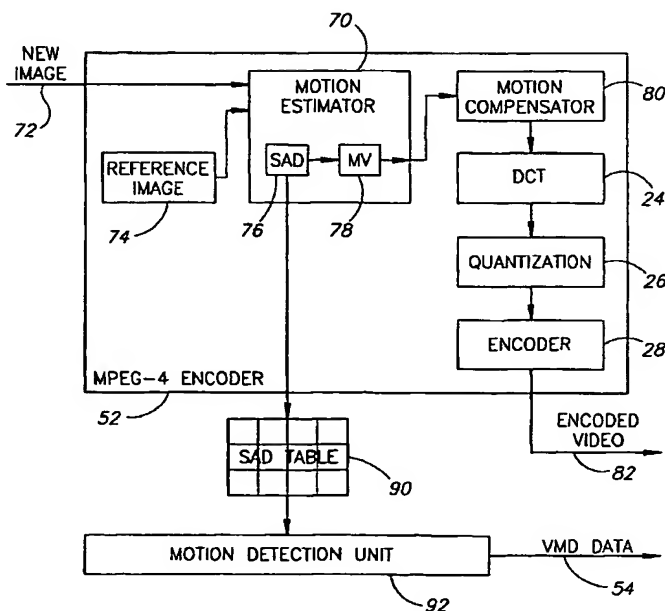 NEW
IMAGE
72
70
MOTION
ESTIMATOR
SAD
MV
76
78
REFERENCE
IMAGE
74
MOTION
COMPENSATOR
80
DCT
24
QUANTIZATION
26
ENCODER
28
MPEG-4 ENCODER
52
ENCODED
VIDEO
82
SAD TABLE
90
MOTION DETECTION UNIT
92
VMD DATA
54